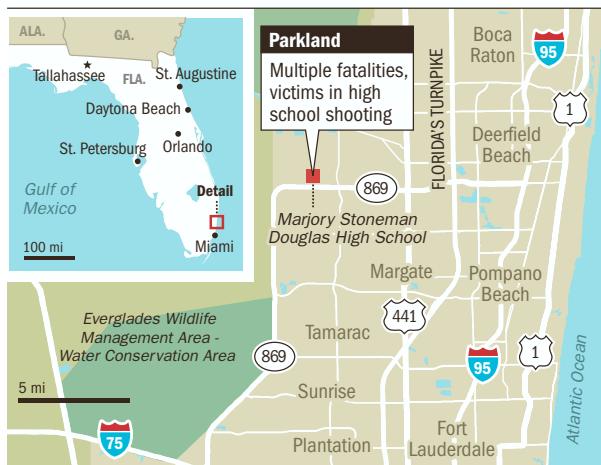 ALA.
GA.
Tallahassee
FLA.
St. Augustine
Daytona Beach
St. Petersburg
Orlando
Gulf of
Mexico
Detail
Miami
100 mi
Parkland
Multiple fatalities,
victims in high
school shooting
FLORIDA'S TURNPIKE
Boca
Raton
95
1
Deerfield
Beach
869
Marjory Stoneman
Douglas High School
Margate
Pompano
Beach
441
Everglades Wildlife
Management Area -
Water Conservation Area
Tamarac
869
1
95
Atlantic Ocean
5 mi
Sunrise
75
Plantation
Fort
Lauderdale